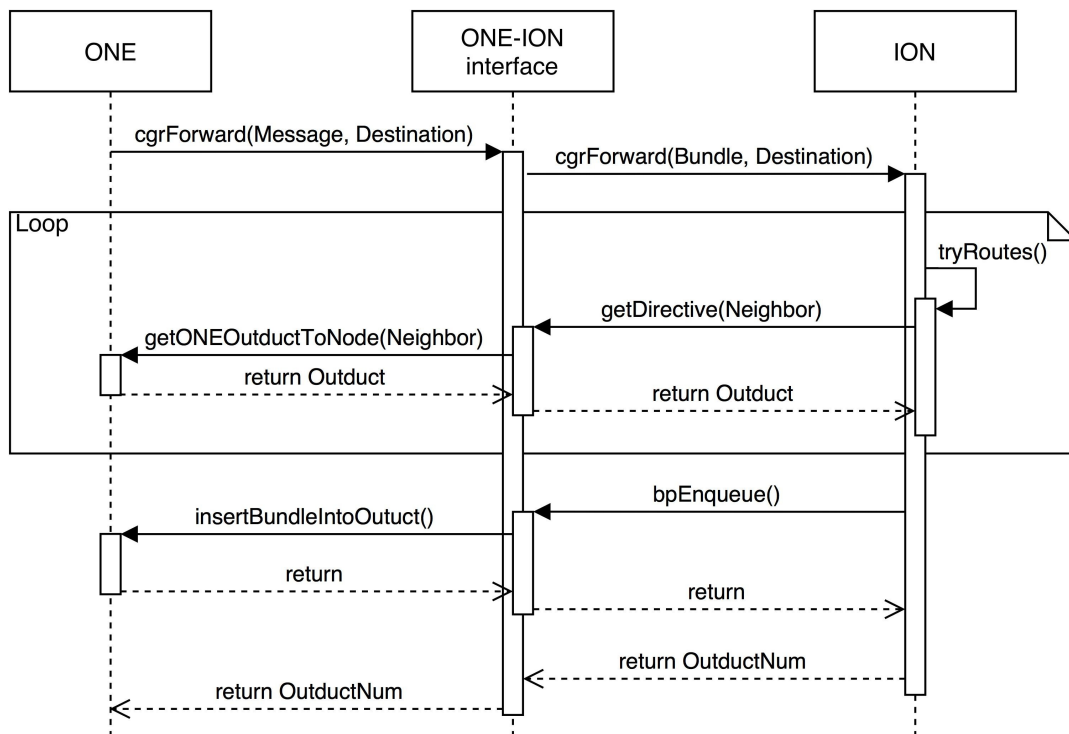 ONE
ONE-ION
interface
ION
cgrForward(Message, Destination)
cgrForward(Bundle, Destination)
Loop
tryRoutes()
getDirective(Neighbor)
getONEOutductToNode(Neighbor)
return Outduct
return Outduct
bpEnqueue()
insertBundleIntoOutuct()
return
return
return OutductNum
return OutductNum